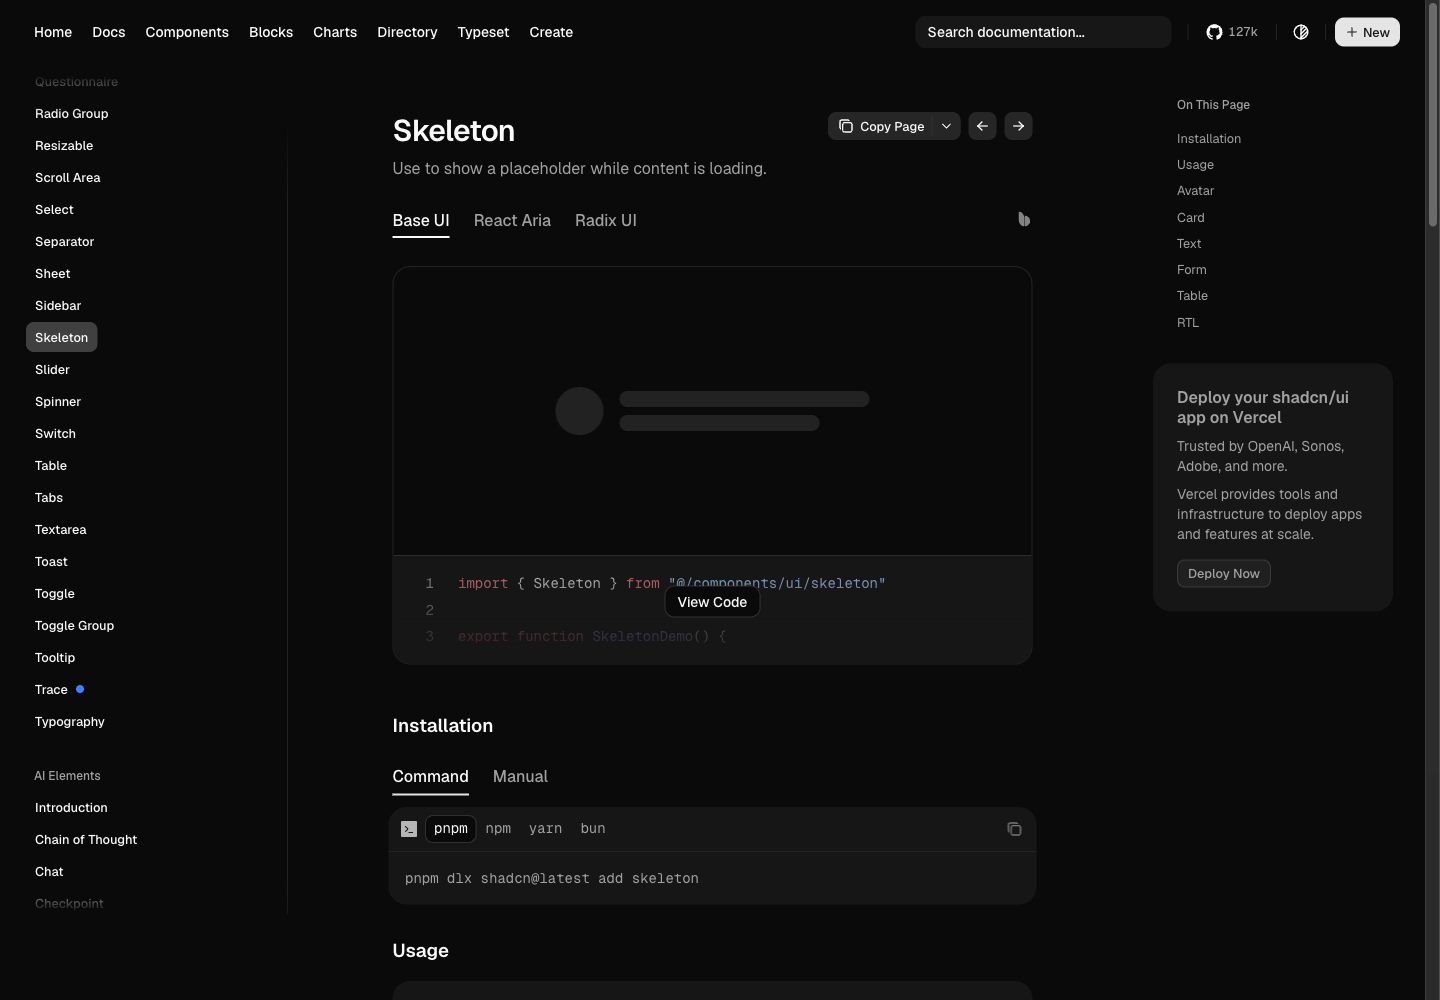 Home Docs Components Blocks Charts Directory Typeset Create
Search documentation...
127k
New
Questionnaire
Radio Group
Resizable
Scroll Area
Select
Separator
Sheet
Sidebar
Skeleton
Slider
Spinner
Switch
Table
Tabs
Textarea
Toast
Toggle
Toggle Group
Tooltip
Trace
Typography
AI Elements
Introduction
Chain of Thought
Chat
Checkpoint
Skeleton
Copy Page
Use to show a placeholder while content is loading.
Base UI React Aria Radix UI
1 import { Skeleton } from "@/components/ui/skeleton"
View Code
2
3 export function SkeletonDemo() {
Installation
Command Manual
pnpm npm yarn bun
pnpm dlx shadcn@latest add skeleton
Usage
On This Page
Installation
Usage
Avatar
Card
Text
Form
Table
RTL
Deploy your shadcn/ui
app on Vercel
Trusted by OpenAI, Sonos,
Adobe, and more.
Vercel provides tools and
infrastructure to deploy apps
and features at scale.
Deploy Now